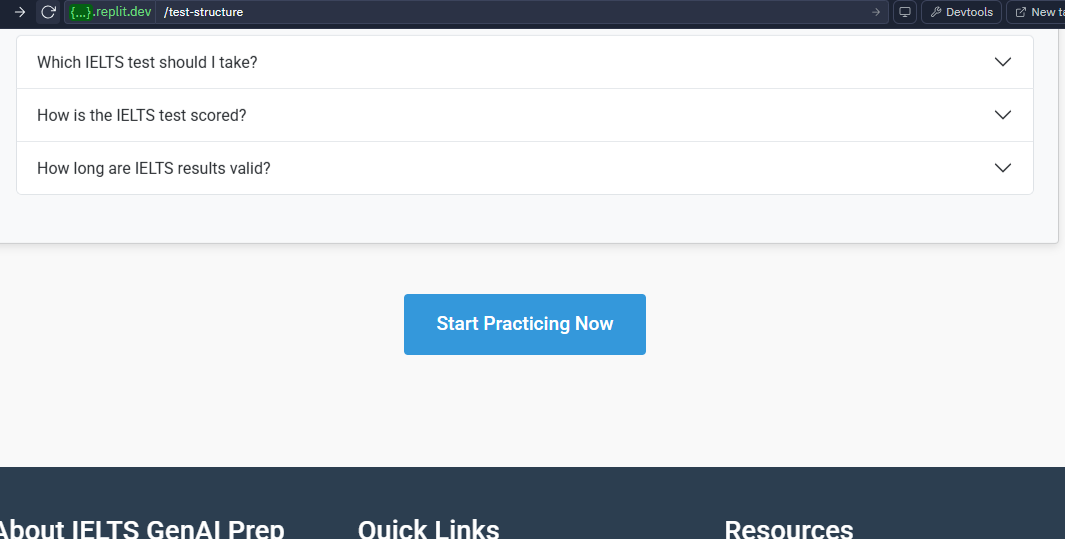 {...}.replit.dev /test-structure Devtools New ta
Which IELTS test should I take?
How is the IELTS test scored?
How long are IELTS results valid?
Start Practicing Now
About IELTS GenAI Prep Quick Links Resources